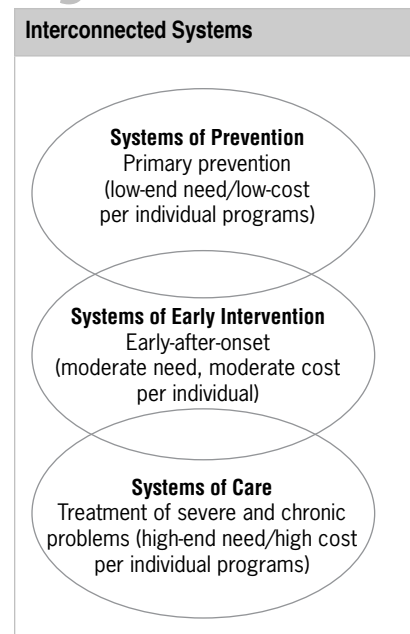 Interconnected Systems
Systems of Prevention
Primary prevention
(low-end need/low-cost
per individual programs)
Systems of Early Intervention
Early-after-onset
(moderate need, moderate cost
per individual)
Systems of Care
Treatment of severe and chronic
problems (high-end need/high cost
per individual programs)